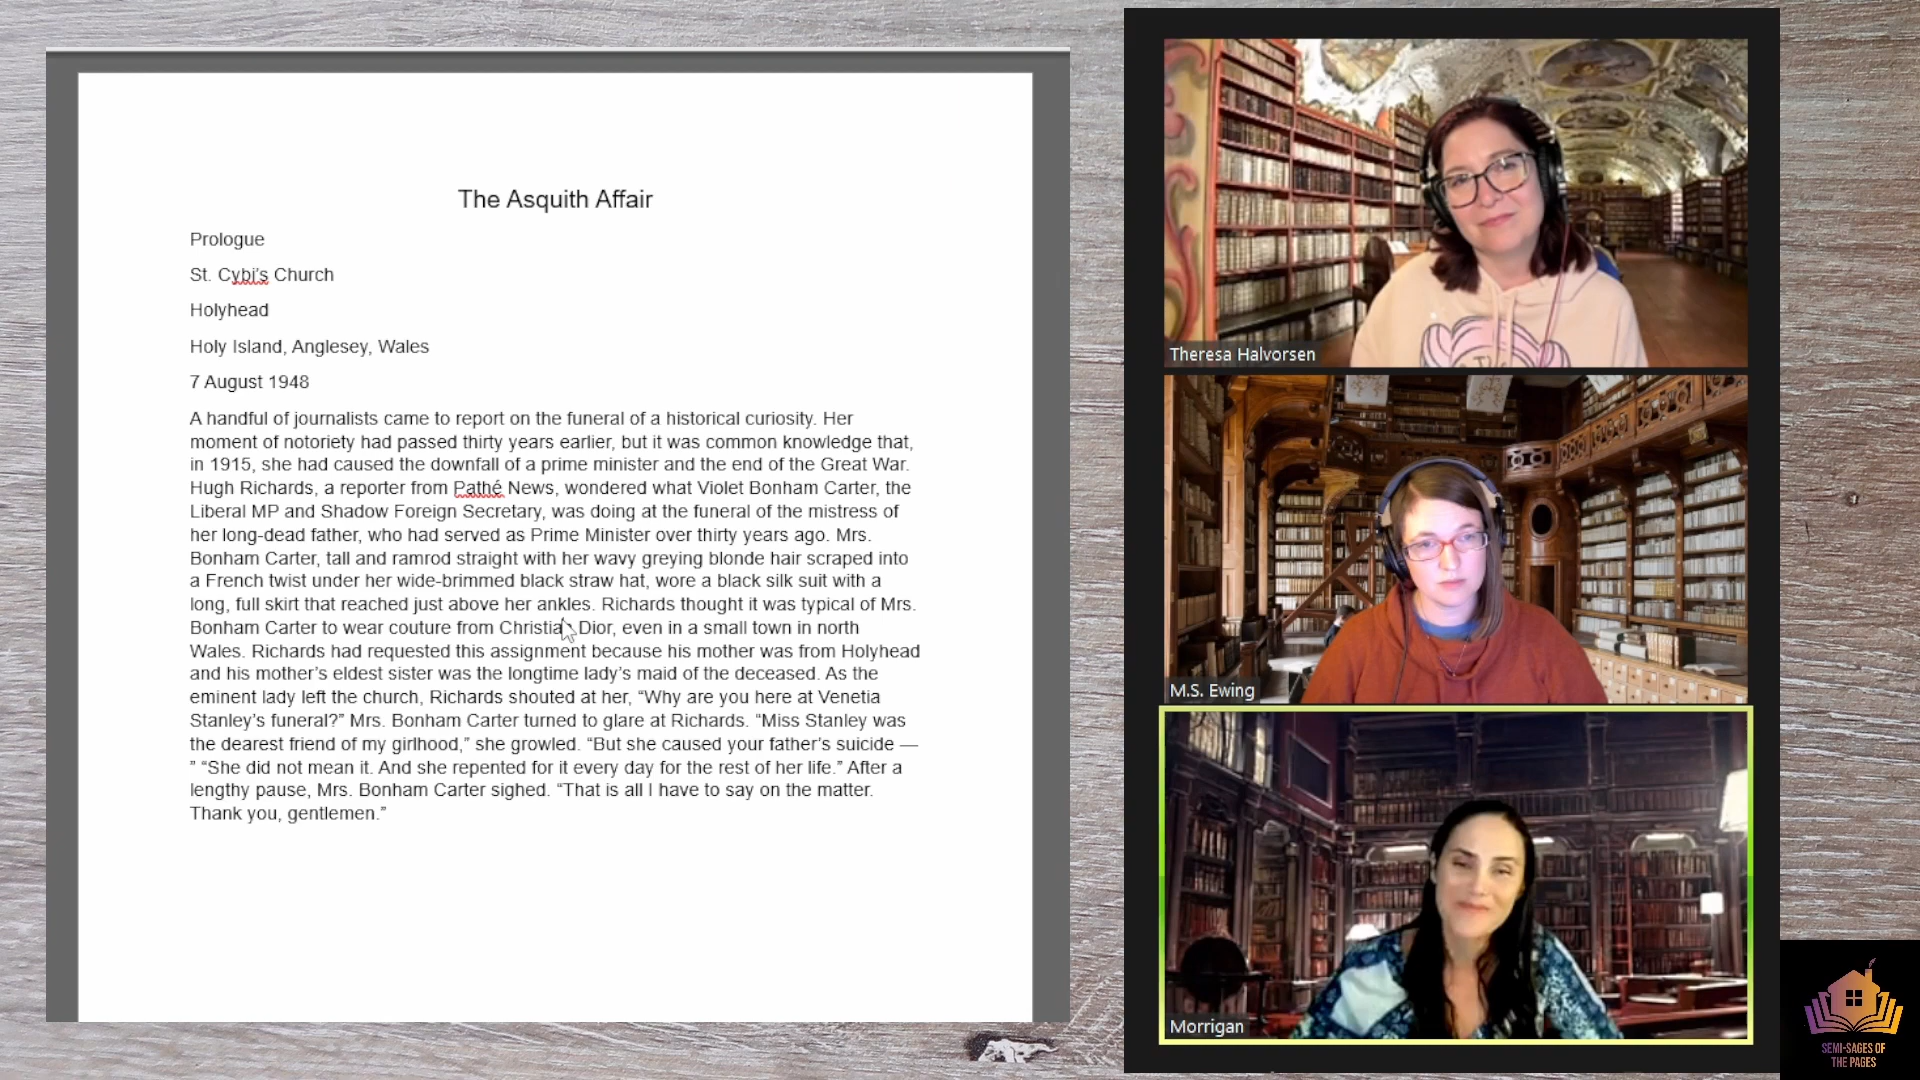 The Asquith Affair
Prologue
St. Cybi's Church
Holyhead
Holy Island, Anglesey, Wales
7 August 1948
A handful of journalists came to report on the funeral of a historical curiosity. Her
moment of notoriety had passed thirty years earlier, but it was common knowledge that,
in 1915, she had caused the downfall of a prime minister and the end of the Great War.
Hugh Richards, a reporter from Pathé News, wondered what Violet Bonham Carter, the
Liberal MP and Shadow Foreign Secretary, was doing at the funeral of the mistress of
her long-dead father, who had served as Prime Minister over thirty years ago. Mrs.
Bonham Carter, tall and ramrod straight with her wavy greying blonde hair scraped into
a French twist under her wide-brimmed black straw hat, wore a black silk suit with a
long, full skirt that reached just above her ankles. Richards thought it was typical of Mrs.
Bonham Carter to wear couture from Christian Dior, even in a small town in north
Wales. Richards had requested this assignment because his mother was from Holyhead
and his mother’s eldest sister was the longtime lady’s maid of the deceased. As the
eminent lady left the church, Richards shouted at her, “Why are you here at Venetia
Stanley’s funeral?” Mrs. Bonham Carter turned to glare at Richards. “Miss Stanley was
the dearest friend of my girlhood,” she growled. “But she caused your father’s suicide —
” “She did not mean it. And she repented for it every day for the rest of her life.” After a
lengthy pause, Mrs. Bonham Carter sighed. “That is all I have to say on the matter.
Thank you, gentlemen.”
Theresa Halvorsen
M.S. Ewing
Morrigan
SEMI-SAGES OF
THE PAGES